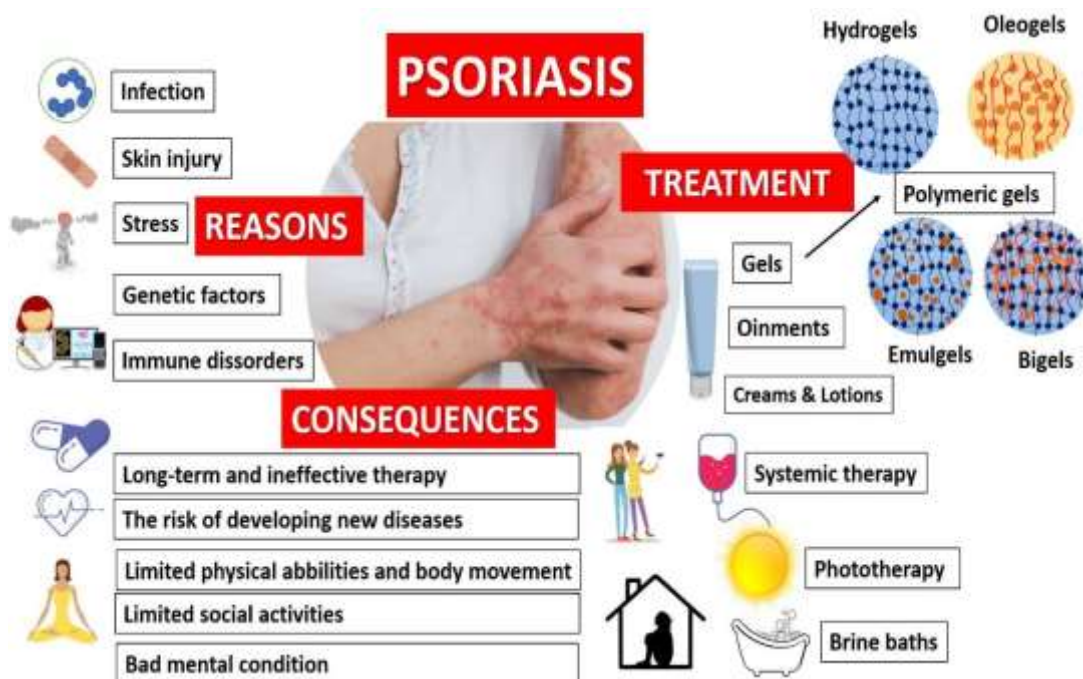 PSORIASIS
REASONS
Infection
Skin injury
Stress
Genetic factors
Immune dissorders
TREATMENT
Hydrogels
Oleogels
Polymeric gels
Emulgels
Bigels
Gels
Oinments
Creams & Lotions
Systemic therapy
Phototherapy
Brine baths
CONSEQUENCES
Long-term and ineffective therapy
The risk of developing new diseases
Limited physical abbilities and body movement
Limited social activities
Bad mental condition